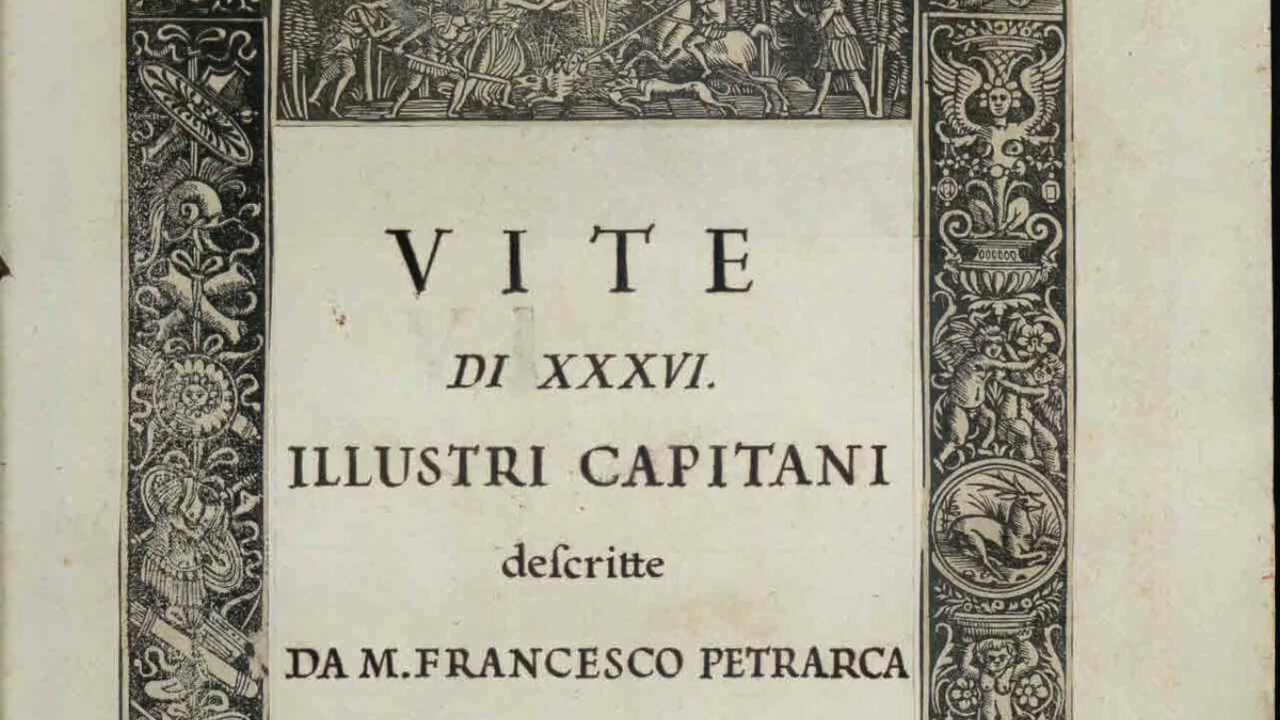 VITE
DI XXXVI.
ILLUSTRI CAPITANI
deſcritte
DA M. FRANCESCO PETRARCA